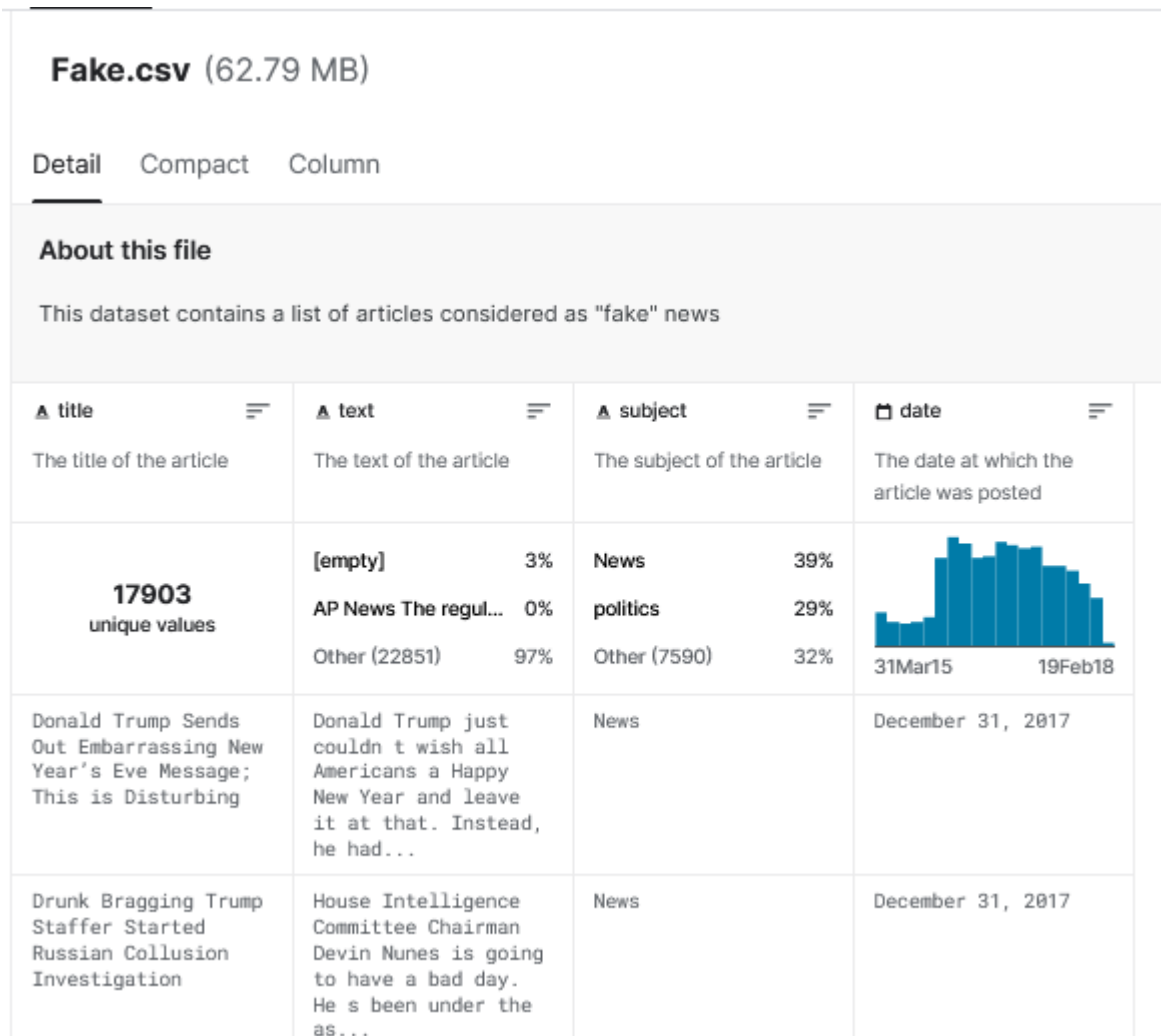 Fake.csv (62.79 MB)
Detail Compact Column
About this file
This dataset contains a list of articles considered as "fake" news
A title
The title of the article
A text
The text of the article
A subject
The subject of the article
date
The date at which the
article was posted
17903
unique values
[empty] 3%
AP News The regul... 0%
Other (22851) 97%
News 39%
politics 29%
Other (7590) 32%
31Mar15 19Feb18
Donald Trump Sends
Out Embarrassing New
Year’s Eve Message;
This is Disturbing
Donald Trump just
couldn t wish all
Americans a Happy
New Year and leave
it at that. Instead,
he had...
News
December 31, 2017
Drunk Bragging Trump
Staffer Started
Russian Collusion
Investigation
House Intelligence
Committee Chairman
Devin Nunes is going
to have a bad day.
He s been under the
as...
News
December 31, 2017